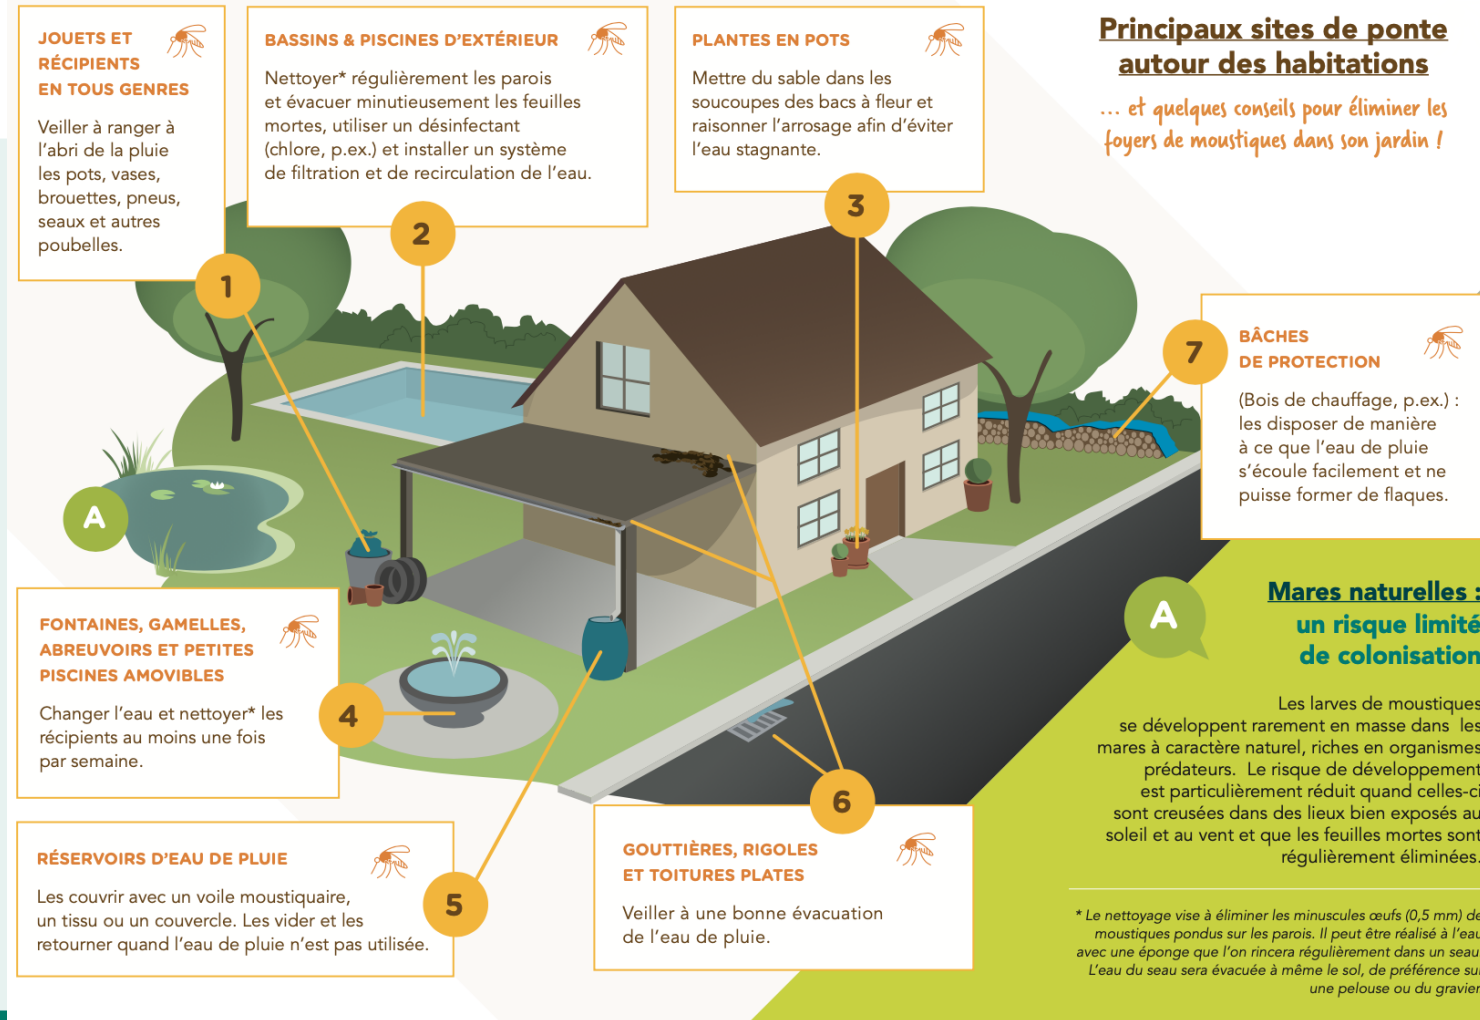 Principaux sites de ponte
autour des habitations
... et quelques conseils pour éliminer les
foyers de moustiques dans son jardin !
JOUETS ET
RÉCIPIENTS
EN TOUS GENRES
Veiller à ranger à
l'abri de la pluie
les pots, vases,
brouettes, pneus,
seaux et autres
poubelles.
1
BASSINS & PISCINES D'EXTÉRIEUR
Nettoyer* régulièrement les parois
et évacuer minutieusement les feuilles
mortes, utiliser un désinfectant
(chlore, p.ex.) et installer un système
de filtration et de recirculation de l'eau.
2
PLANTES EN POTS
Mettre du sable dans les
soucoupes des bacs à fleur et
raisonner l'arrosage afin d'éviter
l'eau stagnante.
3
7
BÂCHES
DE PROTECTION
(Bois de chauffage, p.ex.) :
les disposer de manière
à ce que l'eau de pluie
s'écoule facilement et ne
puisse former de flaques.
A
FONTAINES, GAMELLES,
ABREUVOIRS ET PETITES
PISCINES AMOVIBLES
Changer l'eau et nettoyer* les
récipients au moins une fois
par semaine.
4
RÉSERVOIRS D'EAU DE PLUIE
Les couvrir avec un voile moustiquaire,
un tissu ou un couvercle. Les vider et les
retourner quand l'eau de pluie n'est pas utilisée.
5
6
GOUTTIÈRES, RIGOLES
ET TOITURES PLATES
Veiller à une bonne évacuation
de l'eau de pluie.
A
Mares naturelles :
un risque limité
de colonisation
Les larves de moustiques
se développent rarement en masse dans les
mares à caractère naturel, riches en organismes
prédateurs. Le risque de développement
est particulièrement réduit quand celles-ci
sont creusées dans des lieux bien exposés au
soleil et au vent et que les feuilles mortes sont
régulièrement éliminées.
* Le nettoyage vise à éliminer les minuscules œufs (0,5 mm) de
moustiques pondus sur les parois. Il peut être réalisé à l'eau
avec une éponge que l'on rincera régulièrement dans un seau.
L'eau du seau sera évacuée à même le sol, de préférence sur
une pelouse ou du gravier